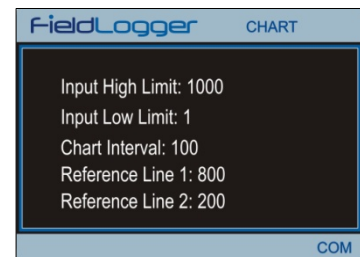 FieldLogger CHART
Input High Limit: 1000
Input Low Limit: 1
Chart Interval: 100
Reference Line 1: 800
Reference Line 2: 200
COM